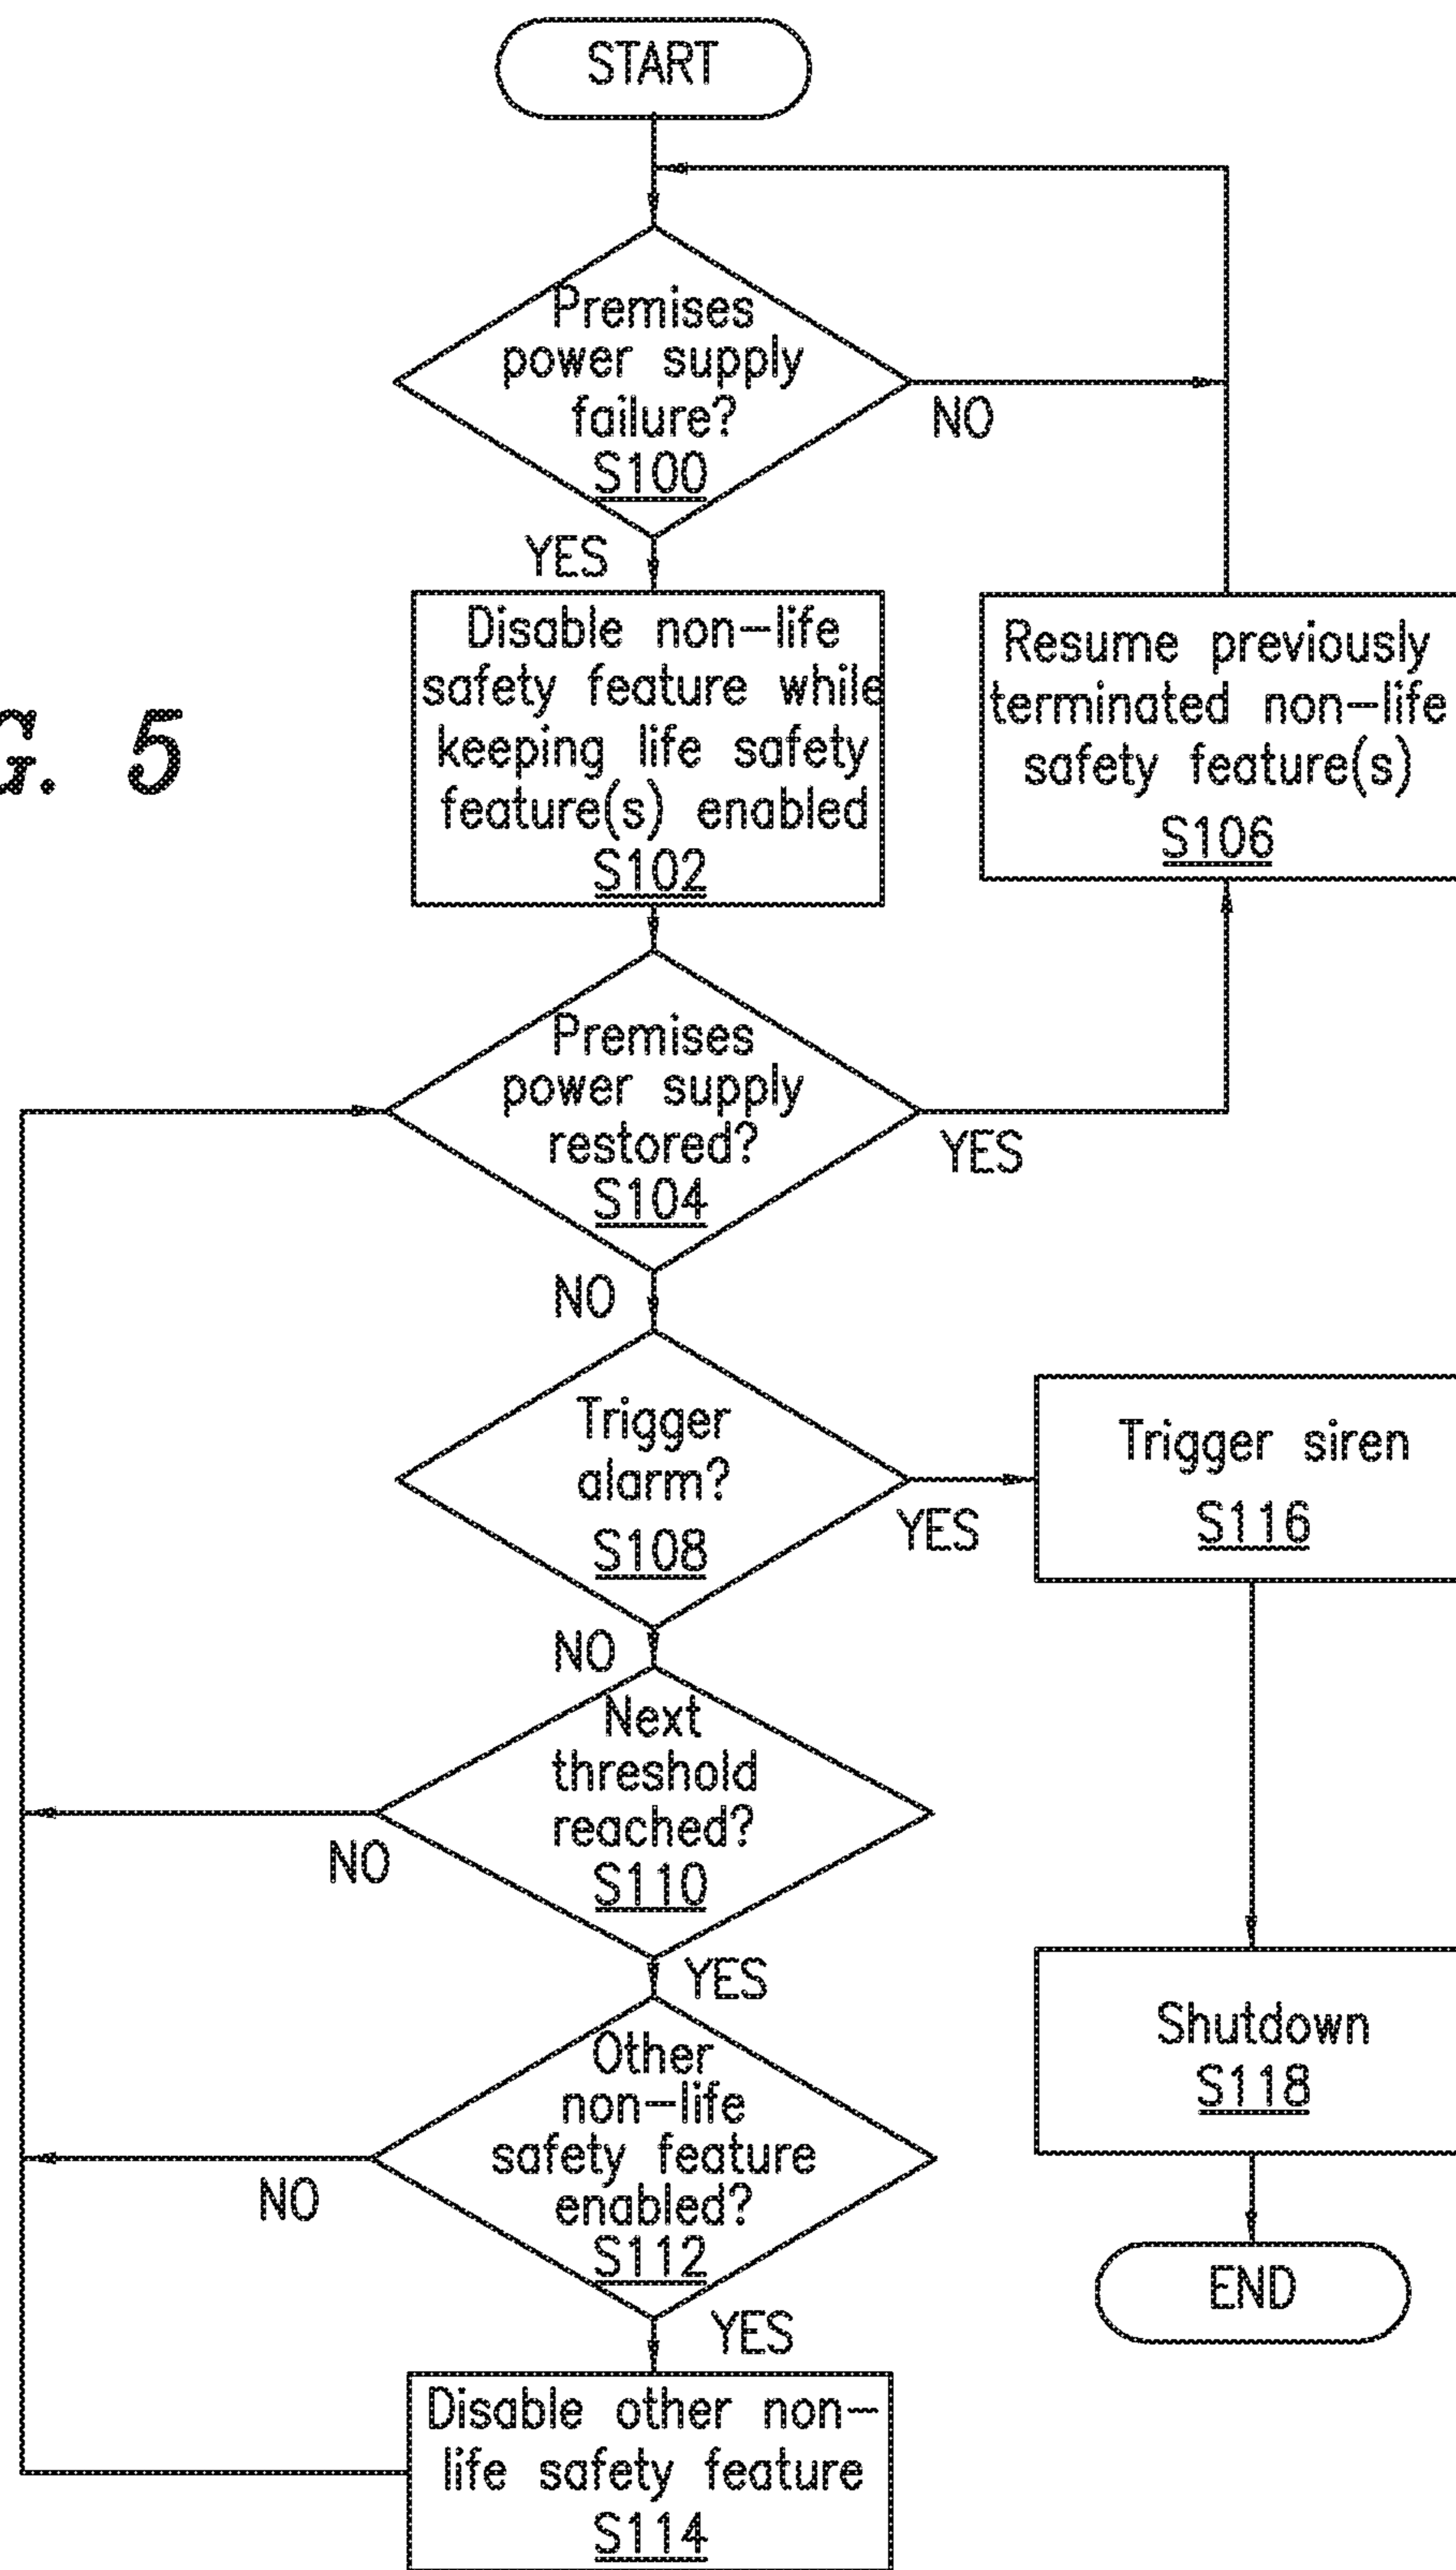 START
Premises
power supply
failure?
S100
NO
YES
Disable non-life
safety feature while
keeping life safety
feature(s) enabled
S102
Resume previously
terminated non-life
safety feature(s)
S106
G. 5
Premises
power supply
restored?
S104
YES
NO
Trigger
alarm?
S108
YES
Trigger siren
S116
NO
Next
threshold
reached?
S110
NO
YES
Shutdown
S118
Other
non-life
safety feature
enabled?
S112
NO
YES
END
Disable other non-
life safety feature
S114